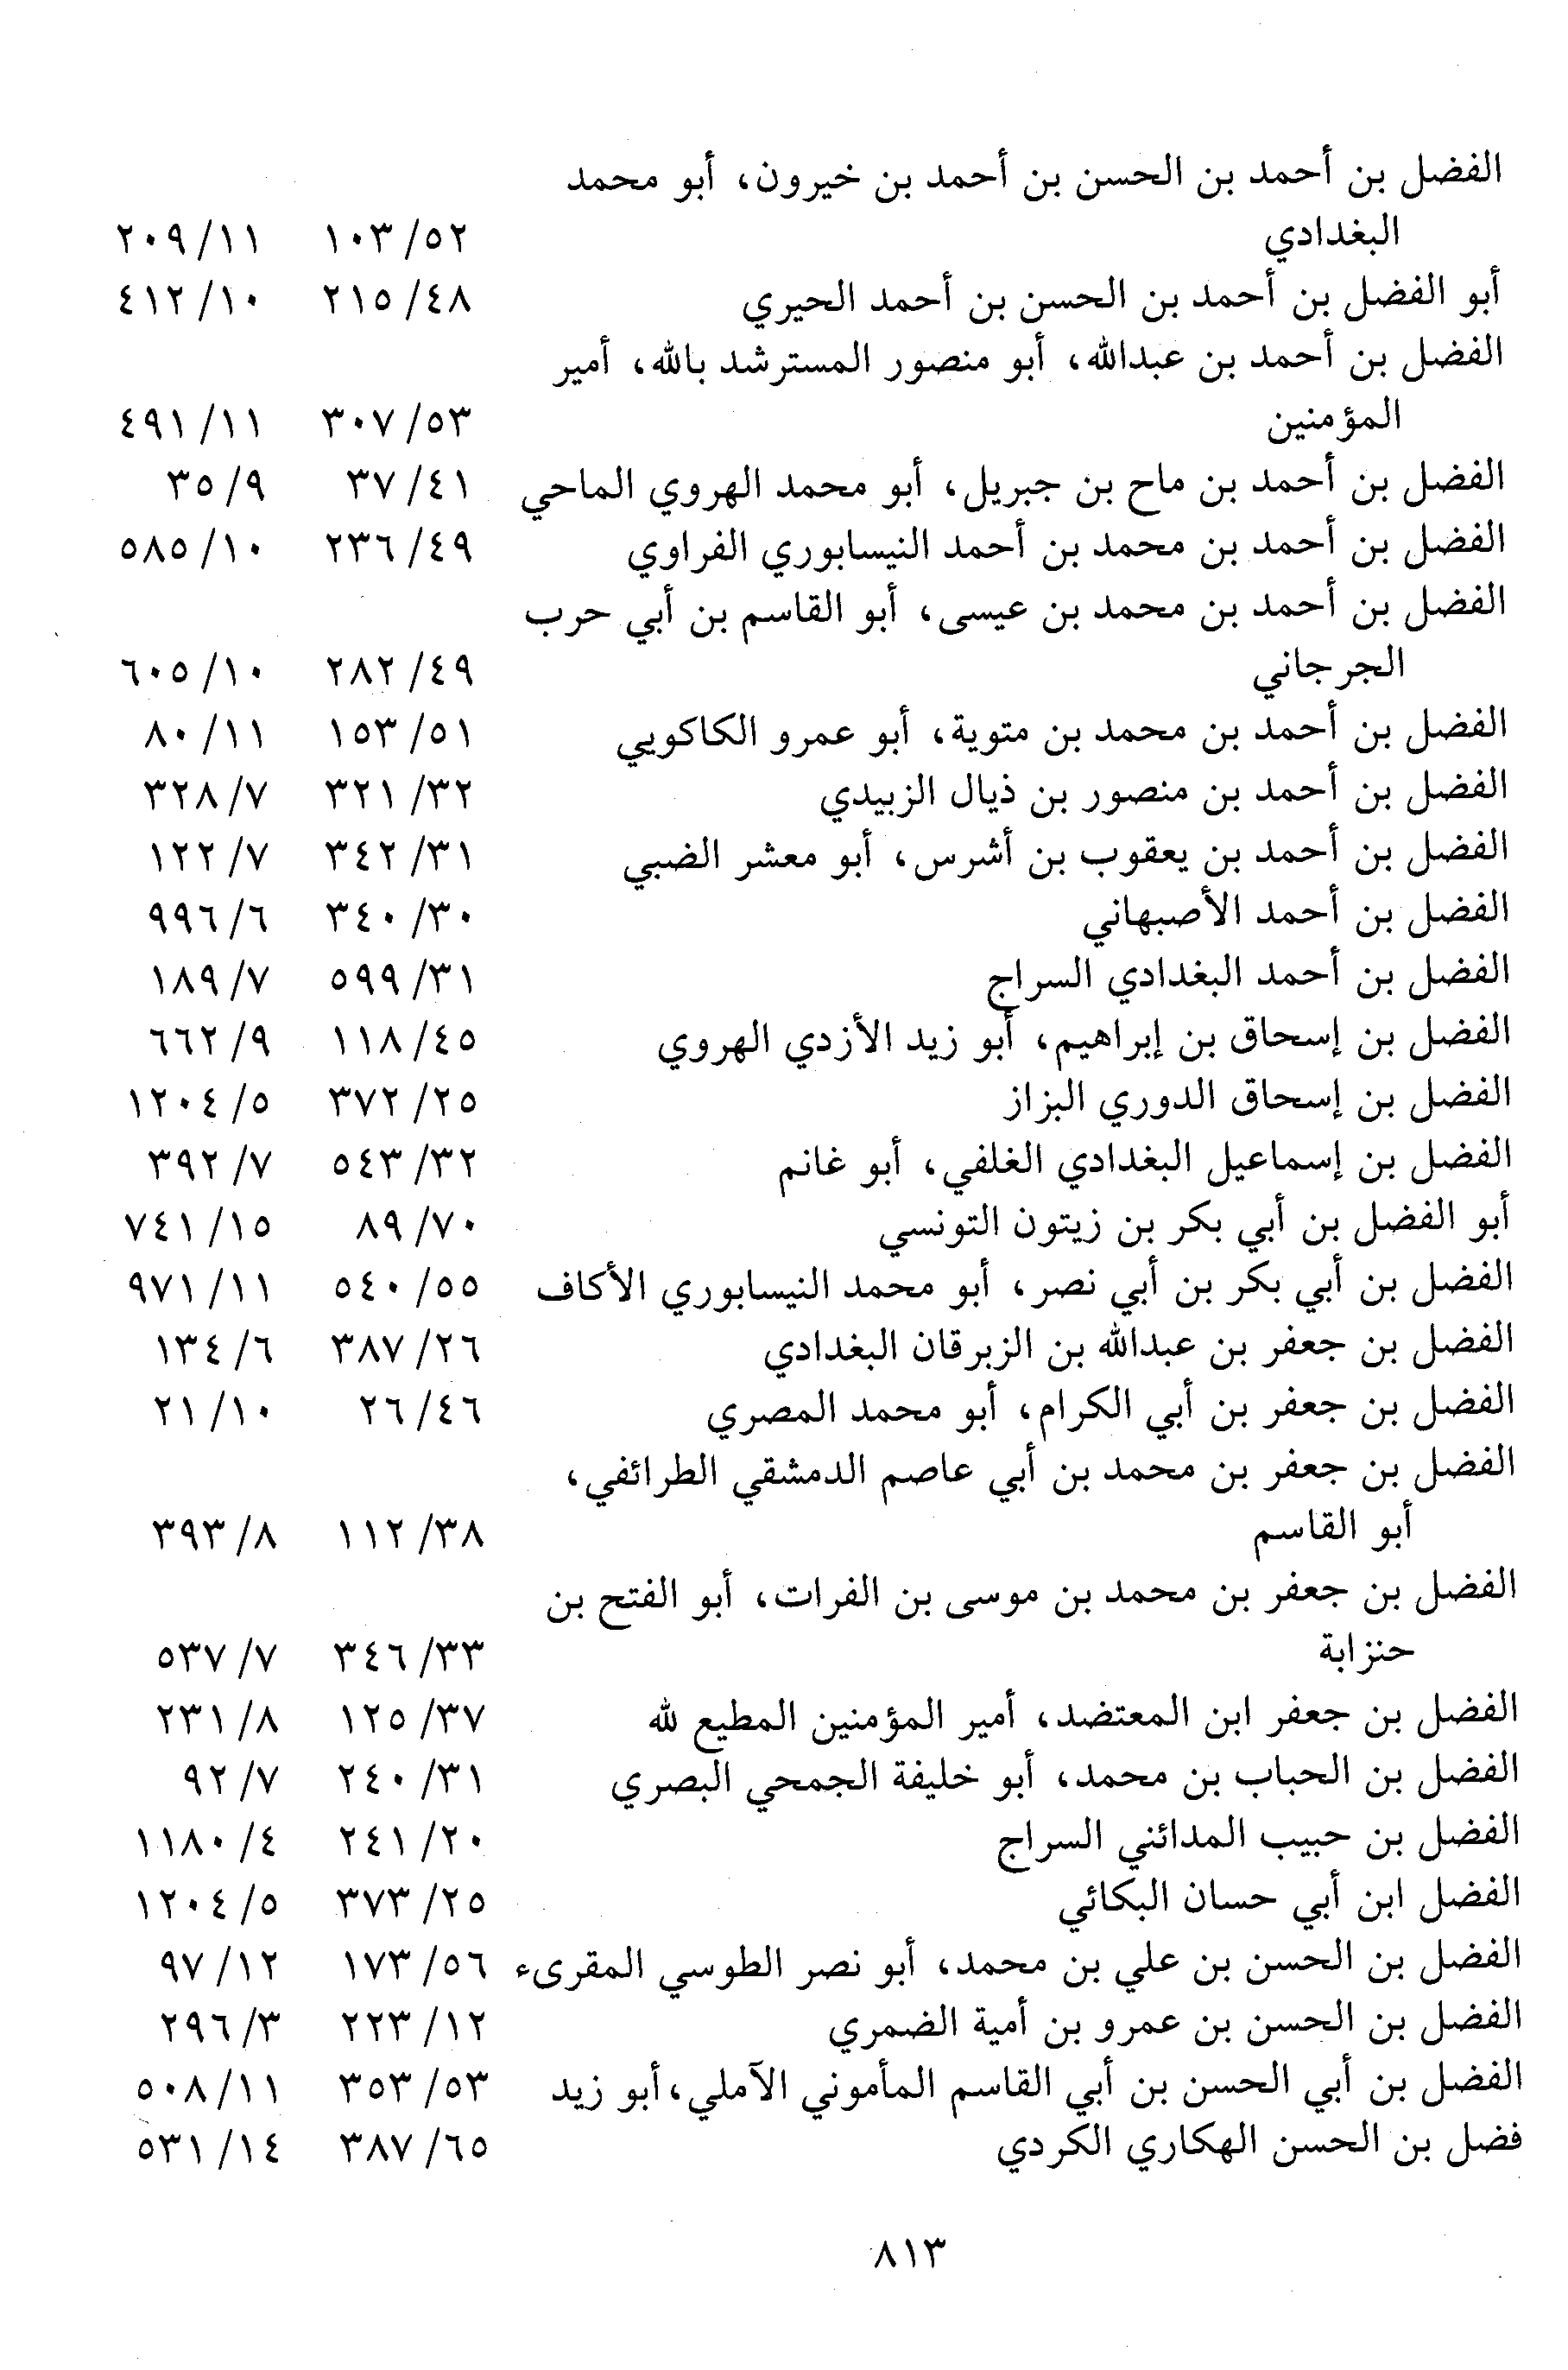 الفضل بن أحمد بن الحسن بن أحمد بن خيرون، أبو محمد
البغدادي ٥٢/ ١٠٣ ١١/ ٢٠٩
أبو الفضل بن أحمد بن الحسن بن أحمد الحيري ٤٨/ ٢١٥ ١٠/ ٤١٢
الفضل بن أحمد بن عبدالله، أبو منصور المسترشد بالله، أمير
المؤمنين ٥٣/ ٣٠٧ ١١/ ٤٩١
الفضل بن أحمد بن ماح بن جبريل، أبو محمد الهروي الماحي ٤١/ ٣٧ ٩/ ٣٥
الفضل بن أحمد بن محمد بن أحمد النيسابوري الفراوي ٤٩/ ٢٣٦ ١٠/ ٥٨٥
الفضل بن أحمد بن محمد بن عيسى، أبو القاسم بن أبي حرب
الجرجاني ٤٩/ ٢٨٢ ١٠/ ٦٠٥
الفضل بن أحمد بن محمد بن متوية، أبو عمرو الكاكويي ٥١/ ١٥٣ ١١/ ٨٠
الفضل بن أحمد بن منصور بن ذيال الزبيدي ٣٢/ ٣٢١ ٧/ ٣٢٨
الفضل بن أحمد بن يعقوب بن أشرس، أبو معشر الضبي ٣١/ ٣٤٢ ٧/ ١٢٢
الفضل بن أحمد الأصبهاني ٣٠/ ٣٤٠ ٦/ ٩٩٦
الفضل بن أحمد البغدادي السراج ٣١/ ٥٩٩ ٧/ ١٨٩
الفضل بن إسحاق بن إبراهيم، أبو زيد الأزدي الهروي ٤٥/ ١١٨ ٩/ ٦٦٢
الفضل بن إسحاق الدوري البزاز ٢٥/ ٣٧٢ ٥/ ١٢٠٤
الفضل بن إسماعيل البغدادي الغلفي، أبو غانم ٣٢/ ٥٤٣ ٧/ ٣٩٢
أبو الفضل بن أبي بكر بن زيتون التونسي ٧٠/ ٨٩ ١٥/ ٧٤١
الفضل بن أبي بكر بن أبي نصر، أبو محمد النيسابوري الأكاف ٥٥/ ٥٤٠ ١١/ ٩٧١
الفضل بن جعفر بن عبدالله بن الزبرقان البغدادي ٢٦/ ٣٨٧ ٦/ ١٣٤
الفضل بن جعفر بن أبي الكرام، أبو محمد المصري ٤٦/ ٢٦ ١٠/ ٢١
الفضل بن جعفر بن محمد بن أبي عاصم الدمشقي الطرائفي،
أبو القاسم ٣٨/ ١١٢ ٨/ ٣٩٣
الفضل بن جعفر بن محمد بن موسى بن الفرات، أبو الفتح بن
حنزابة ٣٣/ ٣٤٦ ٧/ ٥٣٧
الفضل بن جعفر ابن المعتضد، أمير المؤمنين المطيع لله ٣٧/ ١٢٥ ٨/ ٢٣١
الفضل بن الحباب بن محمد، أبو خليفة الجمحي البصري ٣١/ ٢٤٠ ٧/ ٩٢
الفضل بن حبيب المدائني السراج ٢٠/ ٢٤١ ٤/ ١١٨٠
الفضل ابن أبي حسان البكائي ٢٥/ ٣٧٣ ٥/ ١٢٠٤
الفضل بن الحسن بن علي بن محمد، أبو نصر الطوسي المقرىء ٥٦/ ١٧٣ ١٢/ ٩٧
الفضل بن الحسن بن عمرو بن أمية الضمري ١٢/ ٢٢٣ ٣/ ٢٩٦
الفضل بن أبي الحسن بن أبي القاسم المأموني الآملي، أبو زيد ٥٣/ ٣٥٣ ١١/ ٥٠٨
فضل بن الحسن الهكاري الكردي ٦٥/ ٣٨٧ ١٤/ ٥٣١
٨١٣